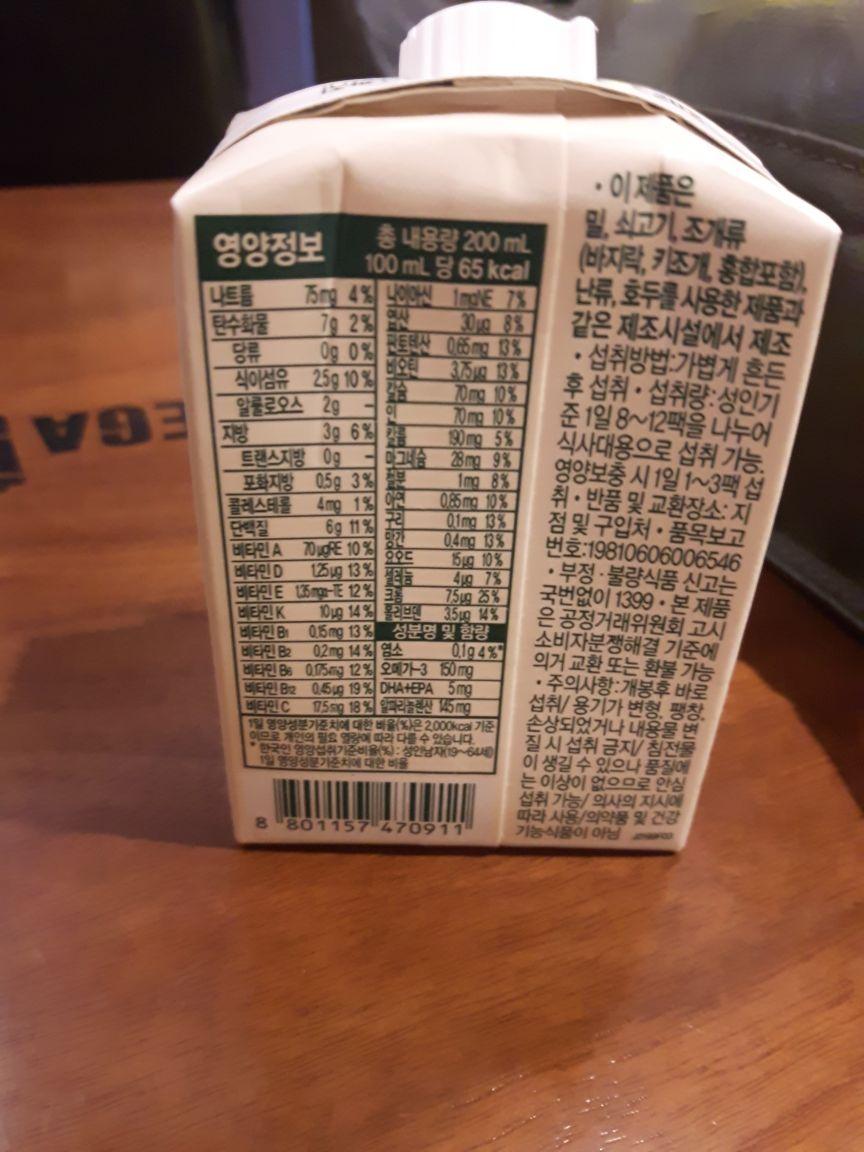 영양정보
총 내용량 200 mL
100 mL 당 65 kcal
나트륨 75mg 4%
탄수화물 7g 2%
당류 0g 0%
식이섬유 2.5g 10%
알룰로오스 2g -
지방 3g 6%
트랜스지방 0g -
포화지방 0.5g 3%
콜레스테롤 4mg 1%
단백질 6g 11%
비타민 A 70μgRE 10%
비타민 D 1.25μg 13%
비타민 E 1.35mgα-TE 12%
비타민 K 10μg 14%
비타민 B1 0.15mg 13%
비타민 B2 0.2mg 14%
비타민 B6 0.175mg 12%
비타민 B12 0.45μg 19%
비타민 C 17.5mg 18%
나이아신 1mgNE 7%
엽산 30μg 8%
판토텐산 0.65mg 13%
비오틴 3.75μg 13%
칼슘 70mg 10%
인 70mg 10%
칼륨 190mg 5%
마그네슘 28mg 9%
철분 1mg 8%
아연 0.85mg 10%
구리 0.1mg 13%
망간 0.4mg 13%
요오드 15μg 10%
셀레늄 4μg 7%
크롬 7.5μg 25%
몰리브덴 3.5μg 14%
성분명 및 함량
염소 0.1g 4%*
오메가-3 150mg
DHA+EPA 5mg
알파리놀렌산 145mg
1일 영양성분기준치에 대한 비율(%)은 2,000kcal 기준
이므로 개인의 필요 열량에 따라 다를 수 있습니다.
* 한국인 영양섭취기준비율(%) : 성인남자(19~64세)
1일 영양성분기준치에 대한 비율
8 801157 470911
• 이 제품은
밀, 쇠고기, 조개류
(바지락, 키조개, 홍합포함),
난류, 호두를 사용한 제품과
같은 제조시설에서 제조
• 섭취방법:가볍게 흔든
후 섭취 • 섭취량: 성인기
준 1일 8~12팩을 나누어
식사대용으로 섭취 가능.
영양보충 시 1일 1~3팩 섭
취 • 반품 및 교환장소: 지
점 및 구입처 • 품목보고
번호:19810606006546
• 부정·불량식품 신고는
국번없이 1399 • 본 제품
은 공정거래위원회 고시
소비자분쟁해결 기준에
의거 교환 또는 환불 가능
• 주의사항:개봉후 바로
섭취/ 용기가 변형, 팽창,
손상되었거나 내용물 변
질 시 섭취 금지/ 침전물
이 생길 수 있으나 품질에
는 이상이 없으므로 안심
섭취 가능/ 의사의 지시에
따라 사용/의약품 및 건강
기능식품이 아님